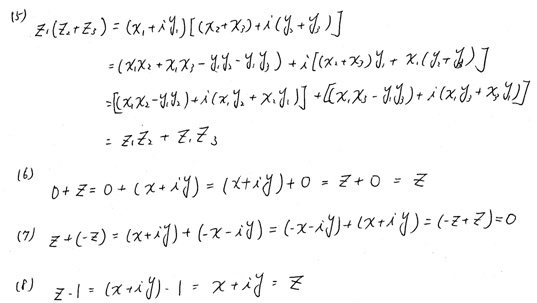 (5) z₁(z₂+z₃) = (x₁+iy₁)[(x₂+x₃)+i(y₂+y₃)]
=(x₁x₂+x₁x₃-y₁y₂-y₁y₃)+i[(x₂+x₃)y₁+x₁(y₂+y₃)]
=[(x₁x₂-y₁y₂)+i(x₁y₂+x₂y₁)]+[(x₁x₃-y₁y₃)+i(x₁y₃+x₃y₁)]
= z₁z₂+z₁z₃
(6) 0+z=0+(x+iy)=(x+iy)+0=z+0=z
(7) z+(-z)=(x+iy)+(-x-iy)=(-x-iy)+(x+iy)=(-z+z)=0
(8) z·1=(x+iy)·1=x+iy=z